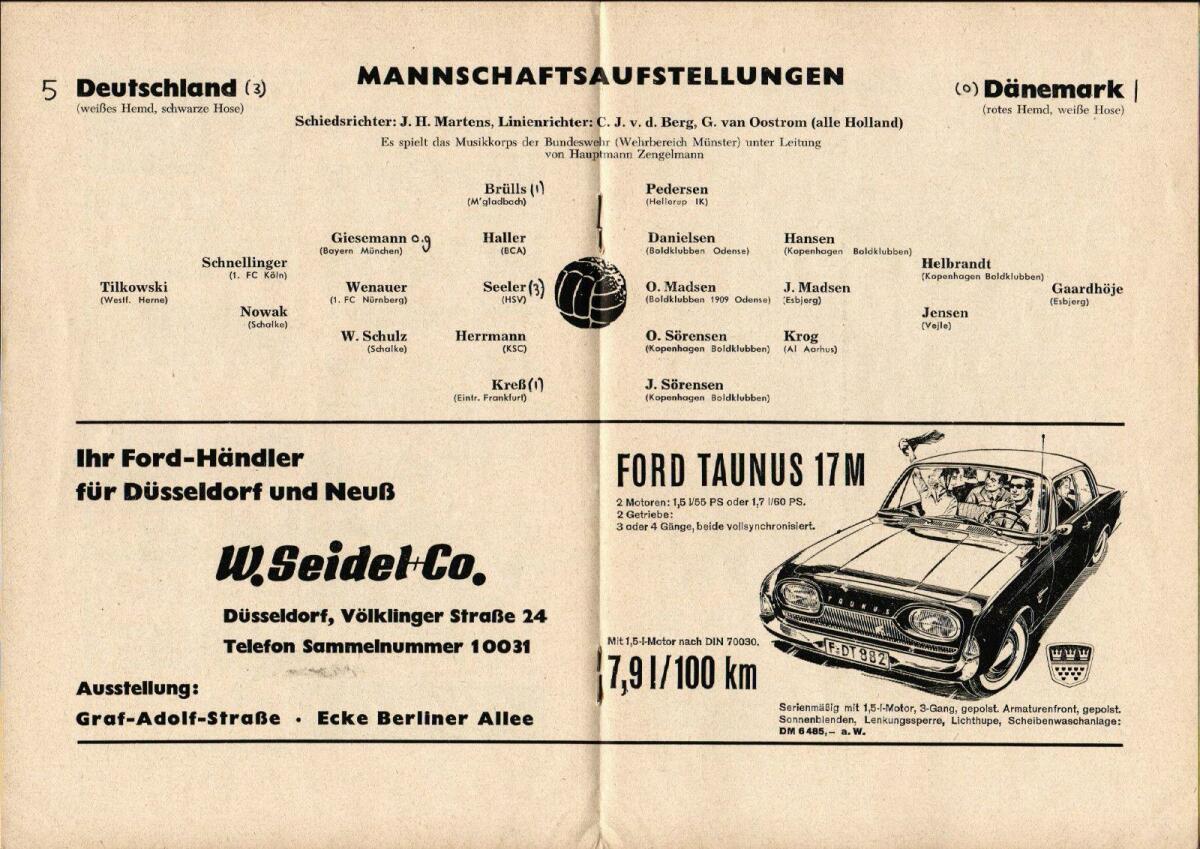 MANNSCHAFTSAUFSTELLUNGEN
5 Deutschland (3)
(weißes Hemd, schwarze Hose)
(0) Dänemark 1
(rotes Hemd, weiße Hose)
Schiedsrichter: J. H. Martens, Linienrichter: C. J. v. d. Berg, G. van Oostrom (alle Holland)
Es spielt das Musikkorps der Bundeswehr (Wehrbereich Münster) unter Leitung
von Hauptmann Zengelmann
Brülls (1)
(M'gladbach)
Giesemann o.g
(Bayern München)
Haller
(BCA)
Schnellinger
(1. FC Köln)
Tilkowski
(Westf. Herne)
Wenauer
(1. FC Nürnberg)
Seeler (3)
(HSV)
Nowak
(Schalke)
W. Schulz
(Schalke)
Herrmann
(KSC)
Kreß (1)
(Eintr. Frankfurt)
Pedersen
(Hellerup IK)
Danielsen
(Boldklubben Odense)
Hansen
(Kopenhagen Boldklubben)
Helbrandt
(Kopenhagen Boldklubben)
O. Madsen
(Boldklubben 1909 Odense)
J. Madsen
(Esbjerg)
Gaardhöje
(Esbjerg)
Jensen
(Vejle)
O. Sörensen
(Kopenhagen Boldklubben)
Krog
(Al Aarhus)
J. Sörensen
(Kopenhagen Boldklubben)
Ihr Ford-Händler
für Düsseldorf und Neuß
W. Seidel+Co.
Düsseldorf, Völklinger Straße 24
Telefon Sammelnummer 10031
Ausstellung:
Graf-Adolf-Straße · Ecke Berliner Allee
FORD TAUNUS 17M
2 Motoren: 1,5 l/55 PS oder 1,7 l/60 PS.
2 Getriebe:
3 oder 4 Gänge, beide vollsynchronisiert.
TAUNUS
F-DT 882
Mit 1,5-l-Motor nach DIN 70030.
7,9 l/100 km
Serienmäßig mit 1,5-l-Motor, 3-Gang, gepolst. Armaturenfront, gepolst.
Sonnenblenden, Lenkungssperre, Lichthupe, Scheibenwaschanlage:
DM 6485,– a. W.